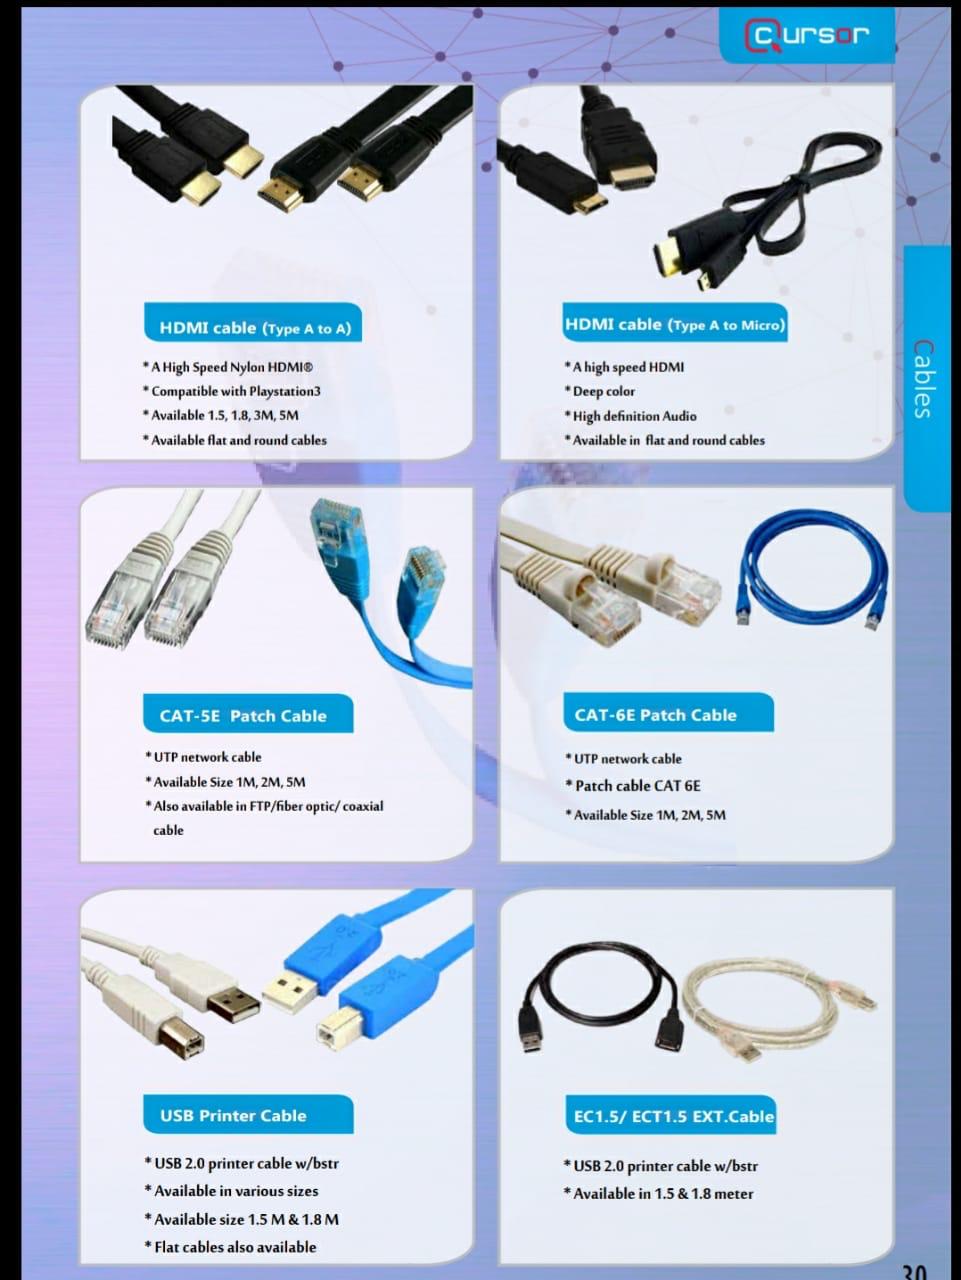 Cursor
HDMI cable (Type A to A)
* A High Speed Nylon HDMI®
* Compatible with Playstation3
* Available 1.5, 1.8, 3M, 5M
* Available flat and round cables
HDMI cable (Type A to Micro)
* A high speed HDMI
* Deep color
* High definition Audio
* Available in flat and round cables
Cables
CAT-5E Patch Cable
* UTP network cable
* Available Size 1M, 2M, 5M
* Also available in FTP/fiber optic/ coaxial
cable
CAT-6E Patch Cable
* UTP network cable
* Patch cable CAT 6E
* Available Size 1M, 2M, 5M
USB Printer Cable
* USB 2.0 printer cable w/bstr
* Available in various sizes
* Available size 1.5 M & 1.8 M
* Flat cables also available
EC1.5/ ECT1.5 EXT.Cable
* USB 2.0 printer cable w/bstr
* Available in 1.5 & 1.8 meter
30